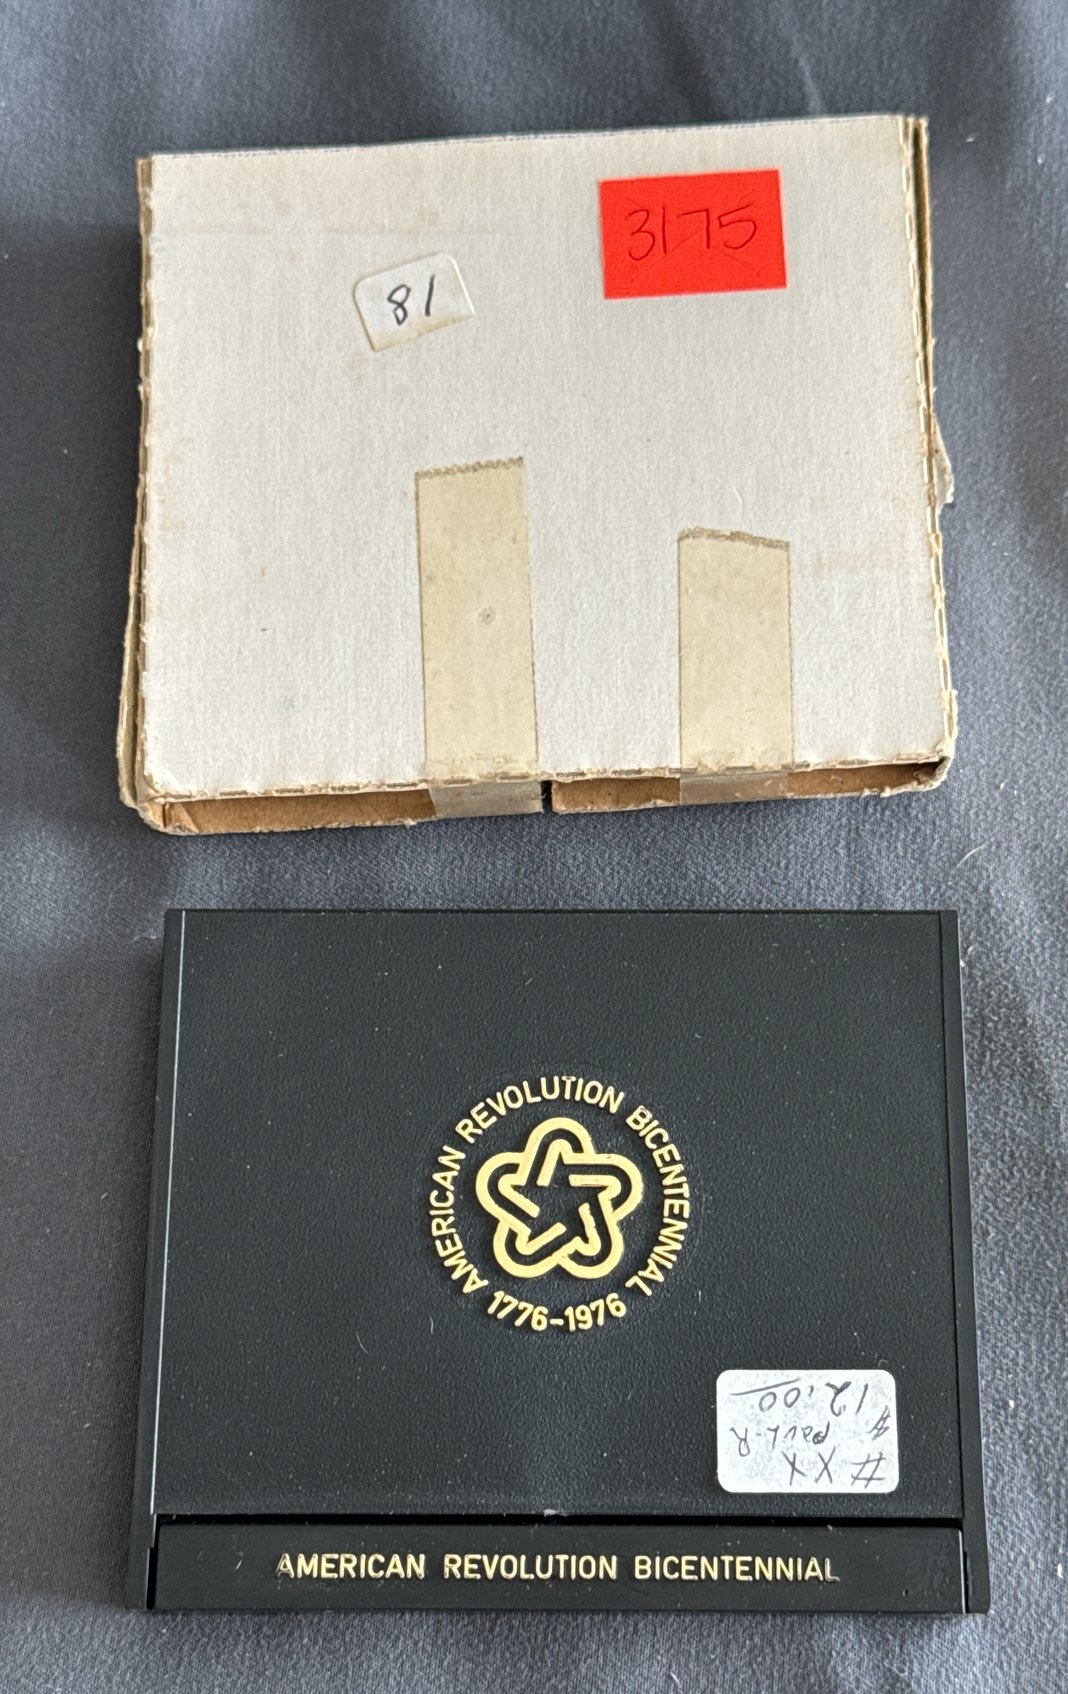 3175
81
AMERICAN REVOLUTION BICENTENNIAL
1776-1976
# XX
PAUL-R
$ 12.00
AMERICAN REVOLUTION BICENTENNIAL